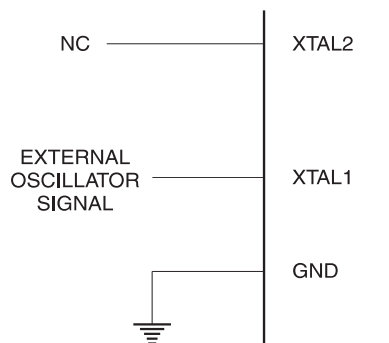 NC
XTAL2
EXTERNAL
OSCILLATOR
SIGNAL
XTAL1
GND